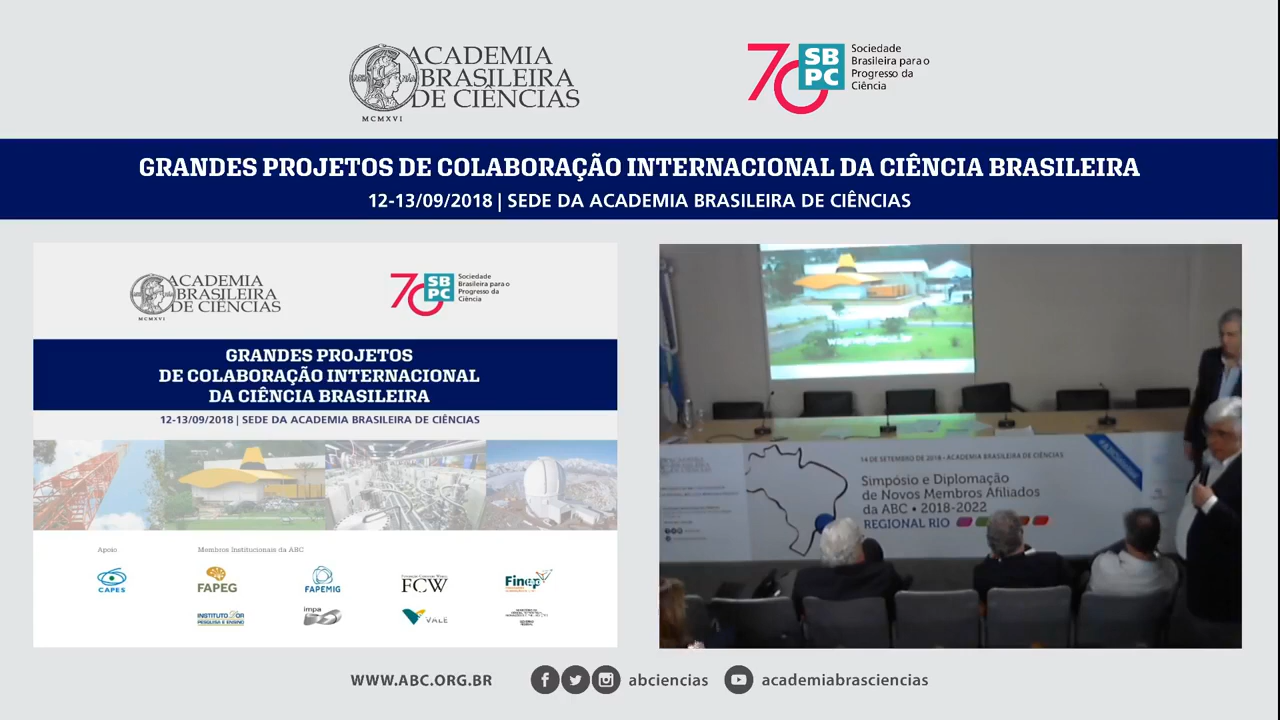 ACADEMIA
BRASILEIRA
DE CIÊNCIAS
MCMXVI
70
SB
PC
Sociedade
Brasileira para o
Progresso da
Ciência
GRANDES PROJETOS DE COLABORAÇÃO INTERNACIONAL DA CIÊNCIA BRASILEIRA
12-13/09/2018 | SEDE DA ACADEMIA BRASILEIRA DE CIÊNCIAS
ACADEMIA
BRASILEIRA
DE CIÊNCIAS
MCMXVI
70
SB
PC
Sociedade
Brasileira para o
Progresso da
Ciência
GRANDES PROJETOS
DE COLABORAÇÃO INTERNACIONAL
DA CIÊNCIA BRASILEIRA
12-13/09/2018 | SEDE DA ACADEMIA BRASILEIRA DE CIÊNCIAS
Apoio
Membros Institucionais da ABC
CAPES
FAPEG
FAPEMIG
FCW
Finep
INSTITUTO D'OR
PESQUISA E ENSINO
impa
VALE
14 DE SETEMBRO DE 2018 • ACADEMIA BRASILEIRA DE CIÊNCIAS
Simpósio e Diplomação
de Novos Membros Afiliados
da ABC • 2018-2022
REGIONAL RIO
WWW.ABC.ORG.BR
abciencias
academiabrasciencias